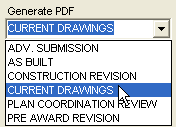 Generate PDF
CURRENT DRAWINGS
ADV. SUBMISSION
AS BUILT
CONSTRUCTION REVISION
CURRENT DRAWINGS
PLAN COORDINATION REVIEW
PRE AWARD REVISION